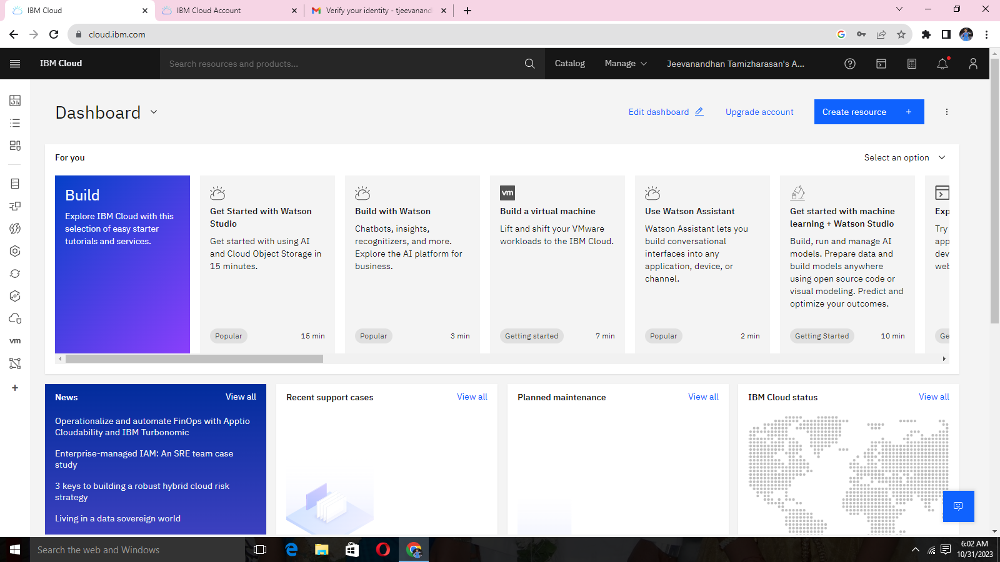 IBM Cloud
IBM Cloud Account
Verify your identity - tjeevanand
cloud.ibm.com
IBM Cloud
Search resources and products...
Catalog
Manage
Jeevanandhan Tamizharasan's A...
Dashboard
Edit dashboard
Upgrade account
Create resource +
For you
Select an option
Build
Explore IBM Cloud with this
selection of easy starter
tutorials and services.
Get Started with Watson
Studio
Get started with using AI
and Cloud Object Storage in
15 minutes.
Popular
15 min
Build with Watson
Chatbots, insights,
recognitizers, and more.
Explore the AI platform for
business.
Popular
3 min
vm
Build a virtual machine
Lift and shift your VMware
workloads to the IBM Cloud.
Getting started
7 min
Use Watson Assistant
Watson Assistant lets you
build conversational
interfaces into any
application, device, or
channel.
Popular
2 min
Get started with machine
learning + Watson Studio
Build, run and manage AI
models. Prepare data and
build models anywhere
using open source code or
visual modeling. Predict and
optimize your outcomes.
Getting Started
10 min
Exp
Try
app
dev
web
Ge
vm
News
View all
Operationalize and automate FinOps with Apptio
Cloudability and IBM Turbonomic
Enterprise-managed IAM: An SRE team case
study
3 keys to building a robust hybrid cloud risk
strategy
Living in a data sovereign world
Recent support cases
View all
Planned maintenance
View all
IBM Cloud status
View all
Search the web and Windows
6:02 AM
10/31/2023